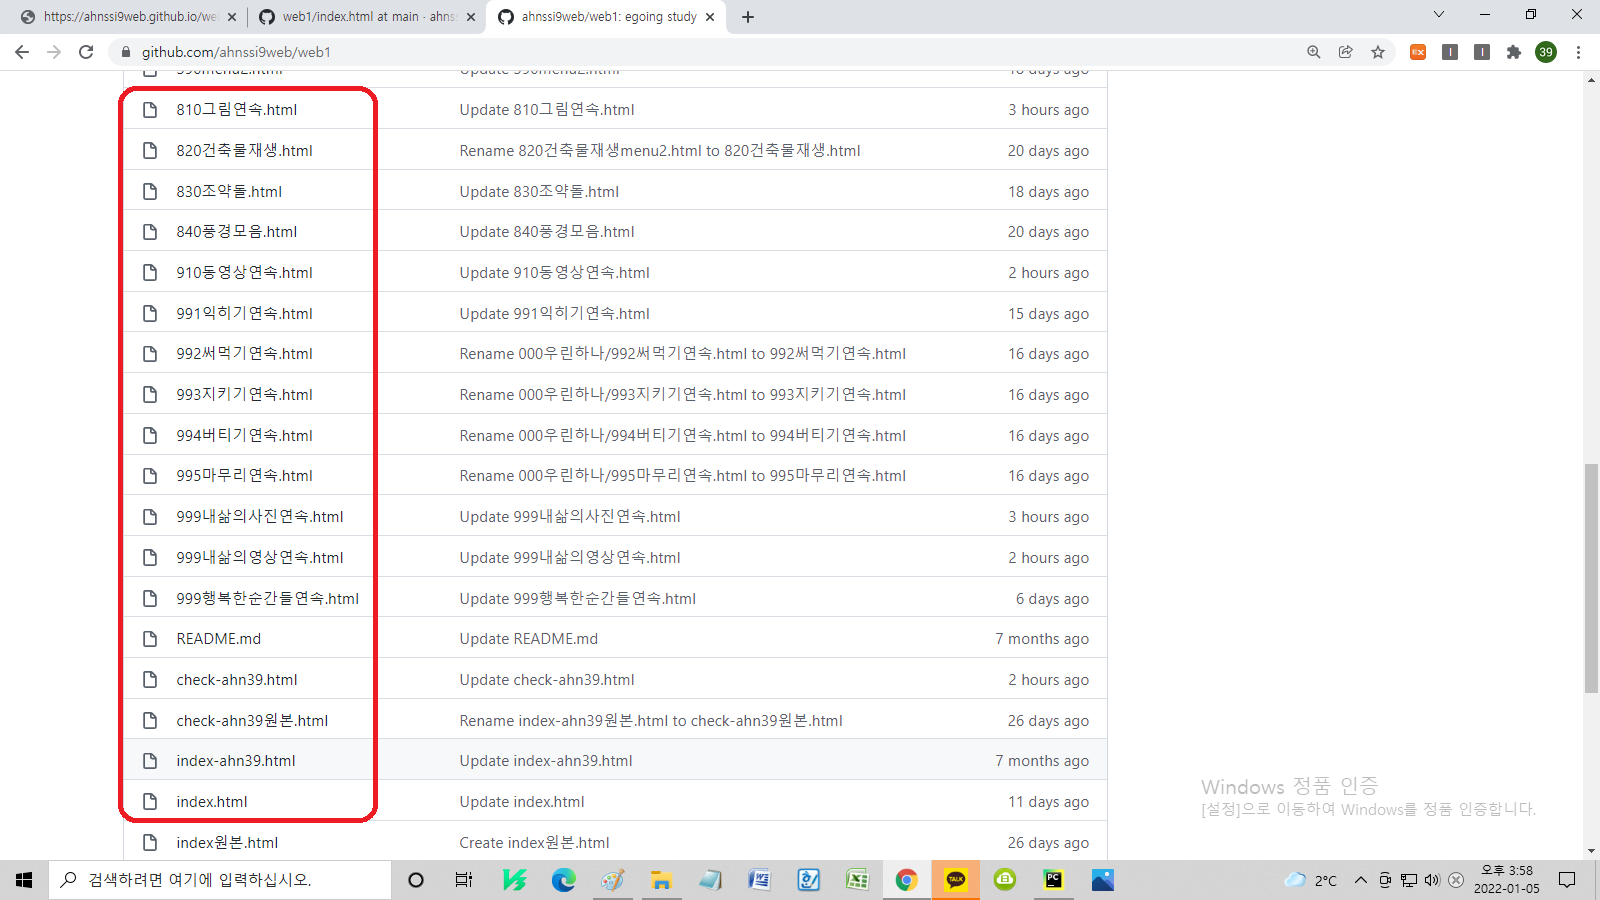 https://ahnssi9web.github.io/we
web1/index.html at main · ahnss
ahnssi9web/web1: egoing study
github.com/ahnssi9web/web1
39
810그림연속.html Update 810그림연속.html 3 hours ago
820건축물재생.html Rename 820건축물재생menu2.html to 820건축물재생.html 20 days ago
830조약돌.html Update 830조약돌.html 18 days ago
840풍경모음.html Update 840풍경모음.html 20 days ago
910동영상연속.html Update 910동영상연속.html 2 hours ago
991익히기연속.html Update 991익히기연속.html 15 days ago
992써먹기연속.html Rename 000우린하나/992써먹기연속.html to 992써먹기연속.html 16 days ago
993지키기연속.html Rename 000우린하나/993지키기연속.html to 993지키기연속.html 16 days ago
994버티기연속.html Rename 000우린하나/994버티기연속.html to 994버티기연속.html 16 days ago
995마무리연속.html Rename 000우린하나/995마무리연속.html to 995마무리연속.html 16 days ago
999내삶의사진연속.html Update 999내삶의사진연속.html 3 hours ago
999내삶의영상연속.html Update 999내삶의영상연속.html 2 hours ago
999행복한순간들연속.html Update 999행복한순간들연속.html 6 days ago
README.md Update README.md 7 months ago
check-ahn39.html Update check-ahn39.html 2 hours ago
check-ahn39원본.html Rename index-ahn39원본.html to check-ahn39원본.html 26 days ago
index-ahn39.html Update index-ahn39.html 7 months ago
index.html Update index.html 11 days ago
index원본.html Create index원본.html 26 days ago
Windows 정품 인증
[설정]으로 이동하여 Windows를 정품 인증합니다.
검색하려면 여기에 입력하십시오.
TALK
PC
2°C
오후 3:58
2022-01-05